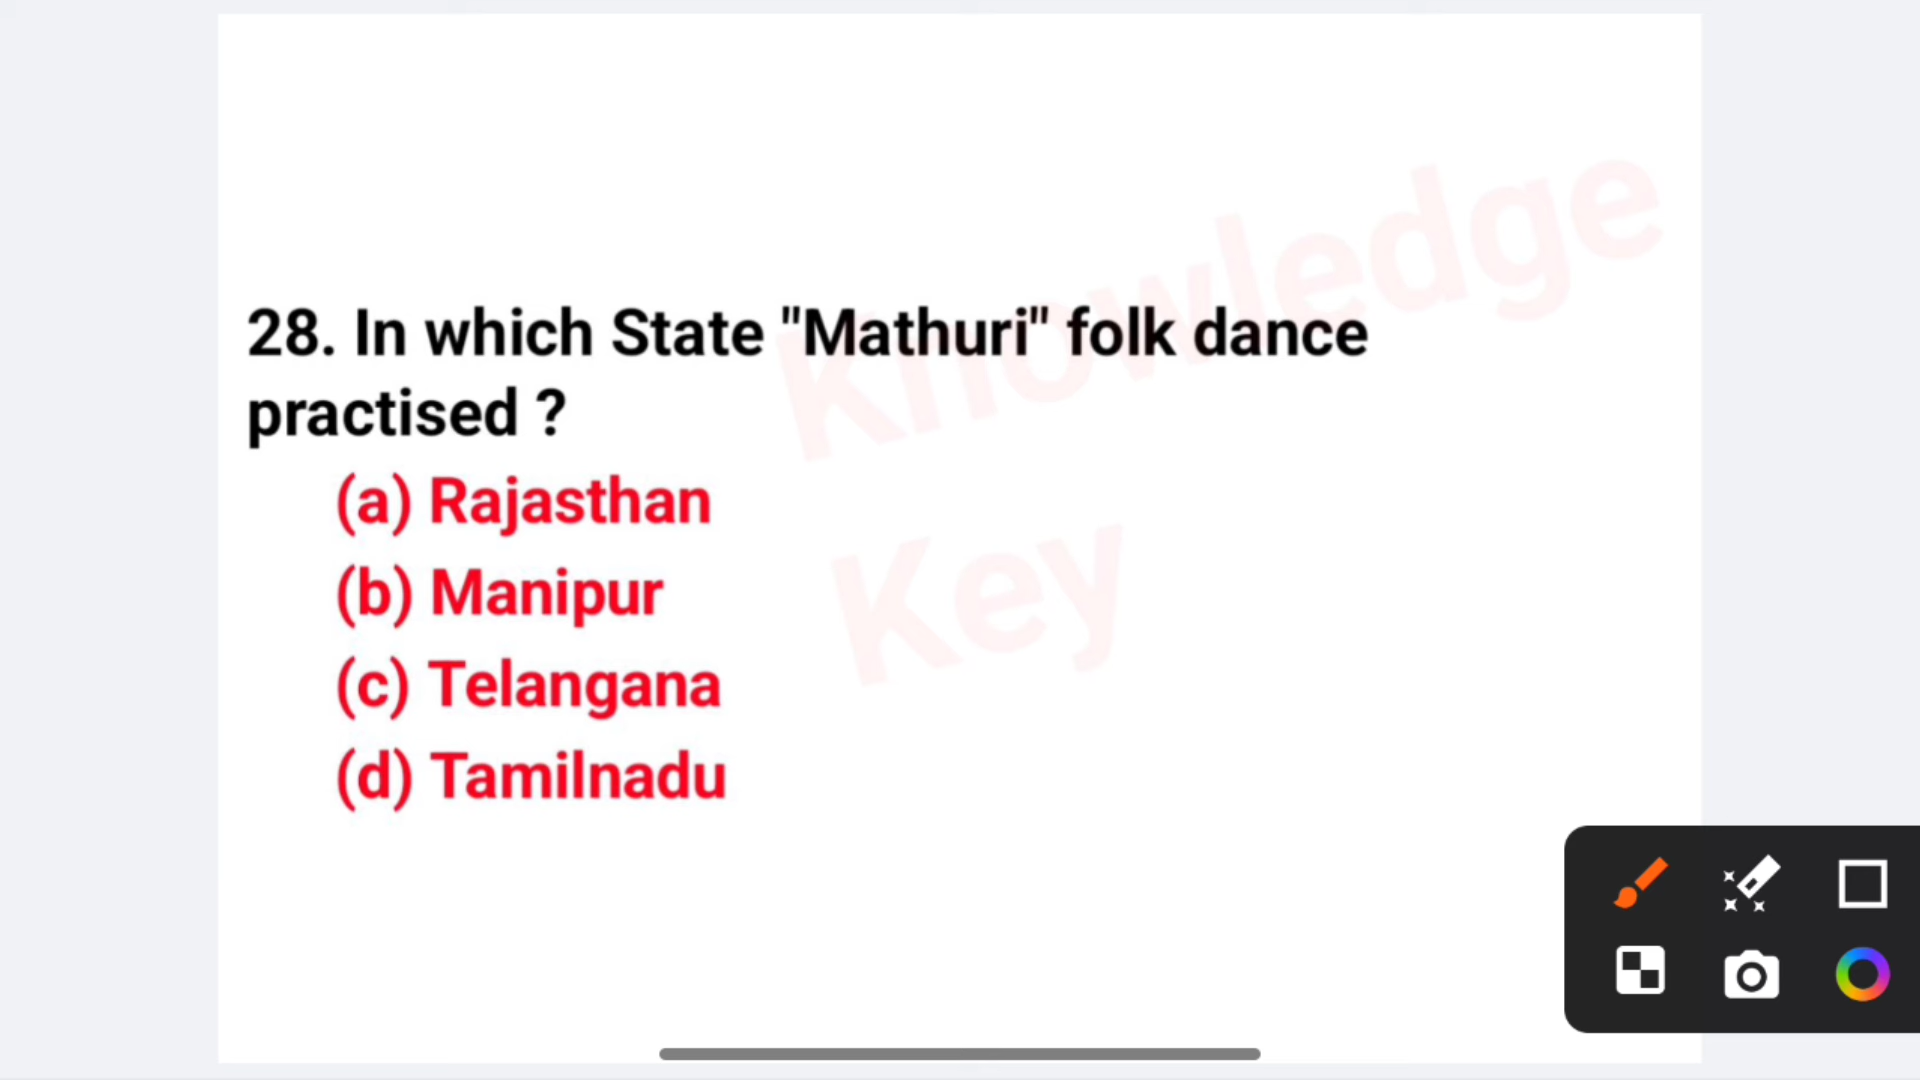 28. In which State "Mathuri" folk dance
practised ?
(a) Rajasthan
(b) Manipur
(c) Telangana
(d) Tamilnadu
Knowledge
Key